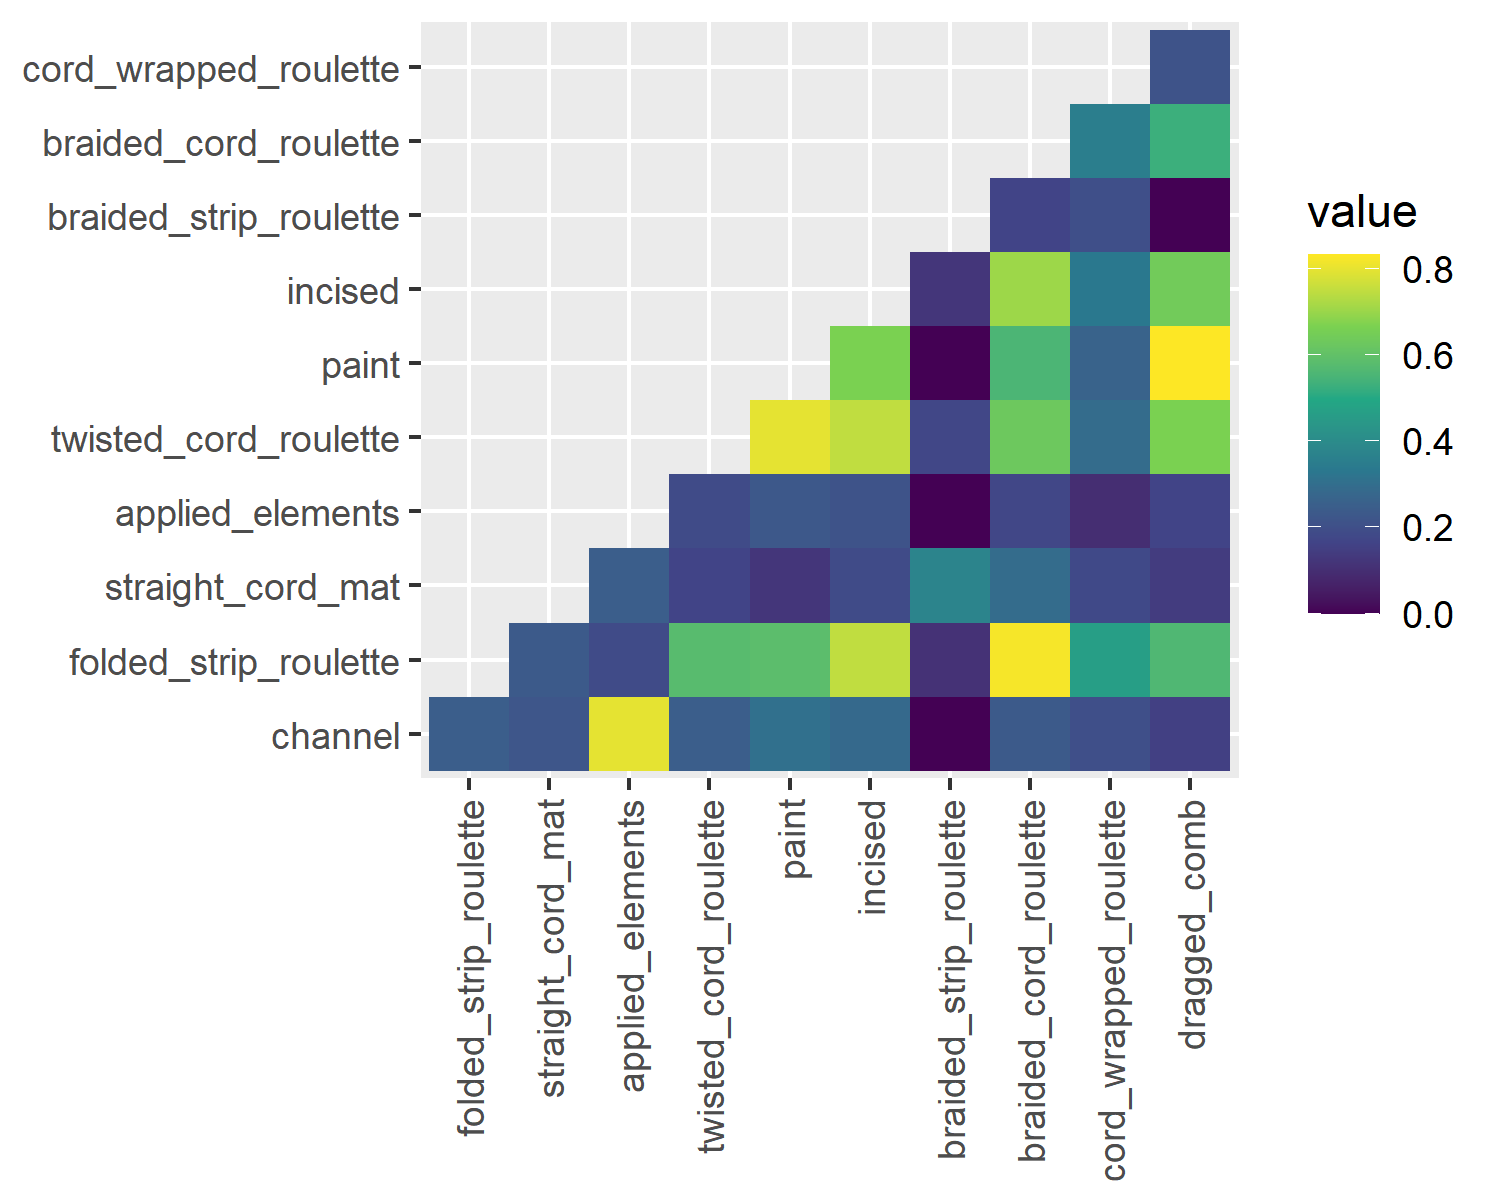 cord_wrapped_roulette
braided_cord_roulette
braided_strip_roulette
incised
paint
twisted_cord_roulette
applied_elements
straight_cord_mat
folded_strip_roulette
channel
folded_strip_roulette
straight_cord_mat
applied_elements
twisted_cord_roulette
paint
incised
braided_strip_roulette
braided_cord_roulette
cord_wrapped_roulette
dragged_comb
value
0.8
0.6
0.4
0.2
0.0